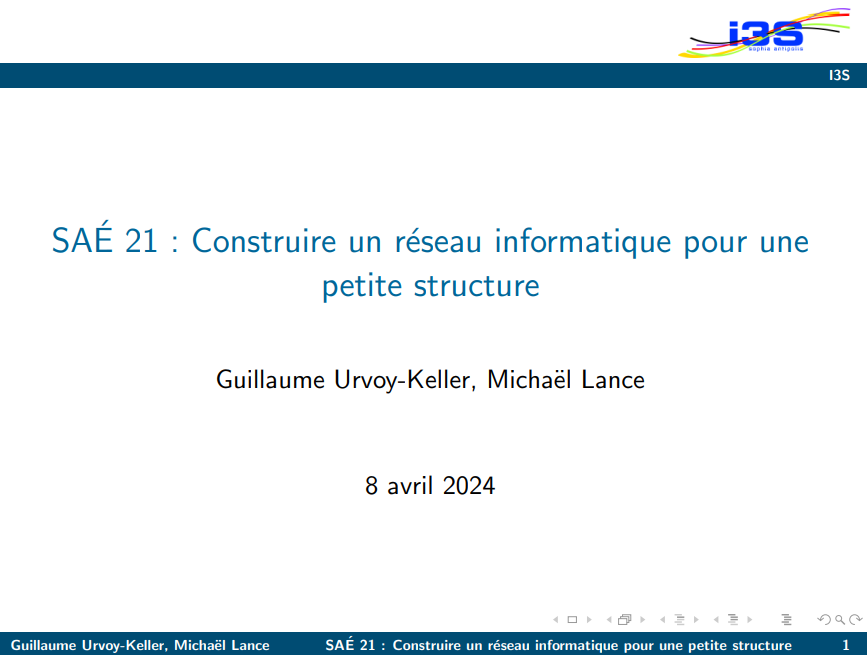 i3S
sophia antipolis
I3S
SAÉ 21 : Construire un réseau informatique pour une
petite structure
Guillaume Urvoy-Keller, Michaël Lance
8 avril 2024
Guillaume Urvoy-Keller, Michaël Lance SAÉ 21 : Construire un réseau informatique pour une petite structure 1